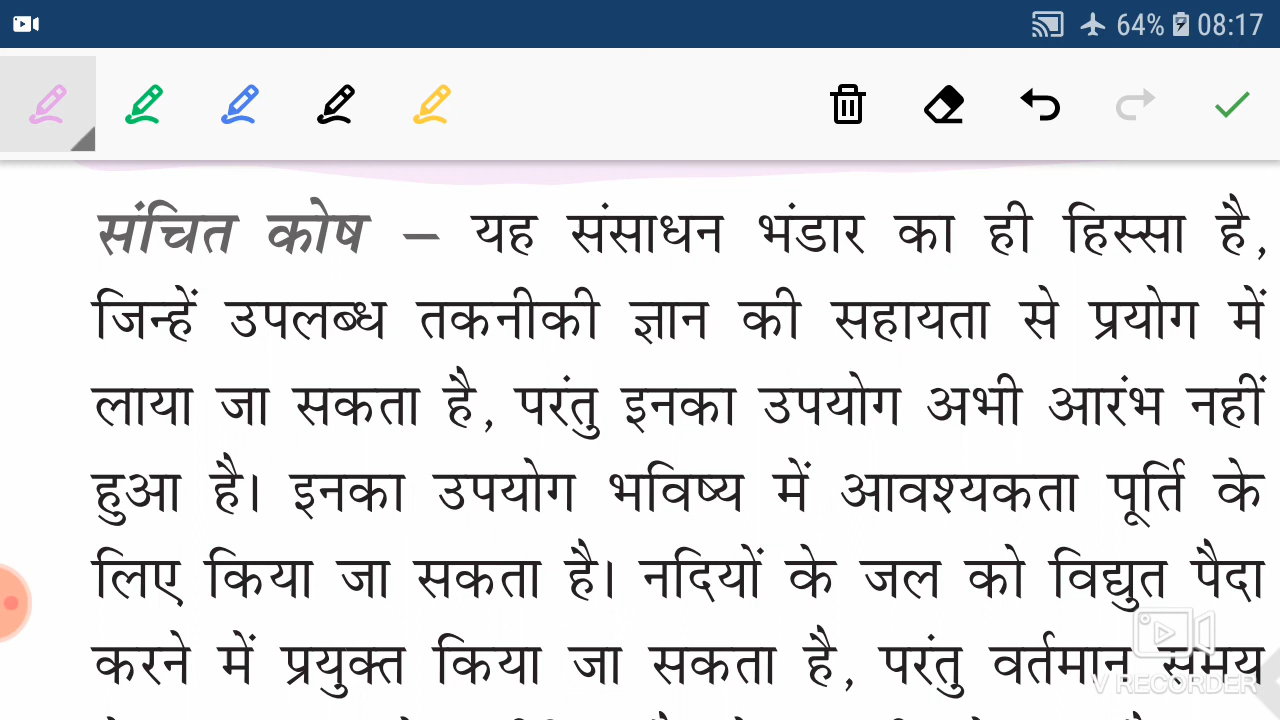 64% 08:17
संचित कोष – यह संसाधन भंडार का ही हिस्सा है,
जिन्हें उपलब्ध तकनीकी ज्ञान की सहायता से प्रयोग में
लाया जा सकता है, परंतु इनका उपयोग अभी आरंभ नहीं
हुआ है। इनका उपयोग भविष्य में आवश्यकता पूर्ति के
लिए किया जा सकता है। नदियों के जल को विद्युत पैदा
करने में प्रयुक्त किया जा सकता है, परंतु वर्तमान समय
V RECORDER